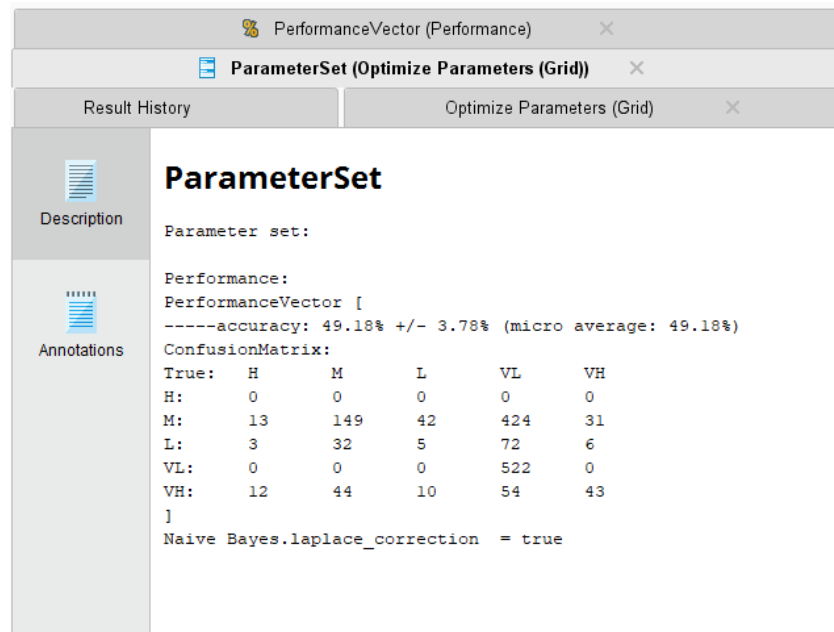 PerformanceVector (Performance)
ParameterSet (Optimize Parameters (Grid))
Result History Optimize Parameters (Grid)
Description
Annotations
ParameterSet
Parameter set:
Performance:
PerformanceVector [
-----accuracy: 49.18% +/- 3.78% (micro average: 49.18%)
ConfusionMatrix:
True: H M L VL VH
H: 0 0 0 0 0
M: 13 149 42 424 31
L: 3 32 5 72 6
VL: 0 0 0 522 0
VH: 12 44 10 54 43
]
Naive Bayes.laplace_correction = true